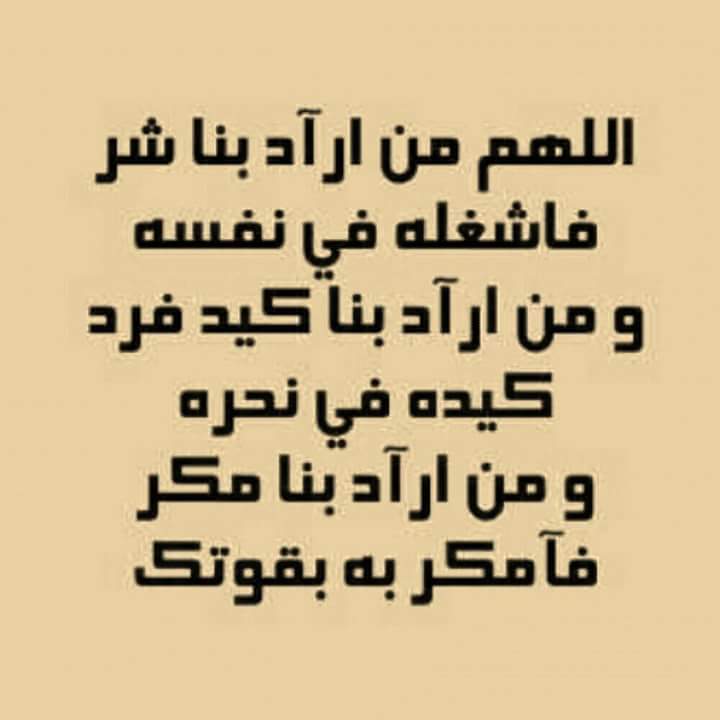 اللهم من ارآد بنا شر
فاشغله في نفسه
و من ارآد بنا كيد فرد
كيده في نحره
و من ارآد بنا مكر
فآمكر به بقوتك